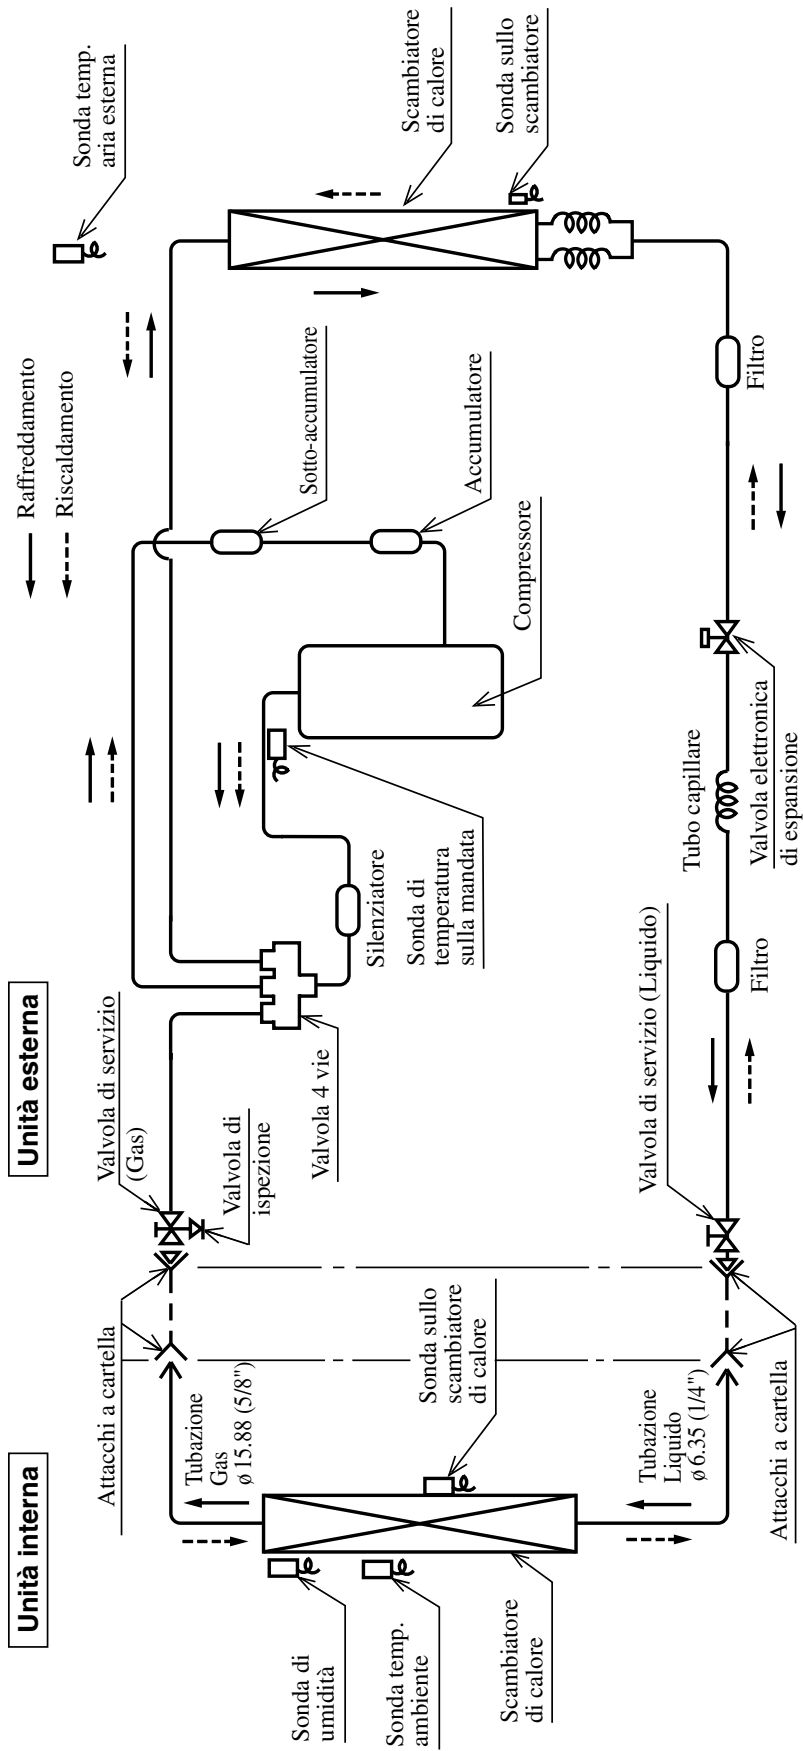 Unità interna
Unità esterna
Raffreddamento
Riscaldamento
Sonda temp.
aria esterna
Attacchi a cartella
Valvola di servizio
(Gas)
Valvola di
ispezione
Tubazione
Gas
ø 15.88 (5/8")
Valvola 4 vie
Silenziatore
Sonda di
temperatura
sulla mandata
Sotto-accumulatore
Accumulatore
Compressore
Scambiatore
di calore
Sonda sullo
scambiatore
Sonda di
umidità
Sonda temp.
ambiente
Scambiatore
di calore
Sonda sullo
scambiatore
di calore
Tubazione
Liquido
ø 6.35 (1/4")
Attacchi a cartella
Valvola di servizio (Liquido)
Filtro
Tubo capillare
Valvola elettronica
di espansione
Filtro